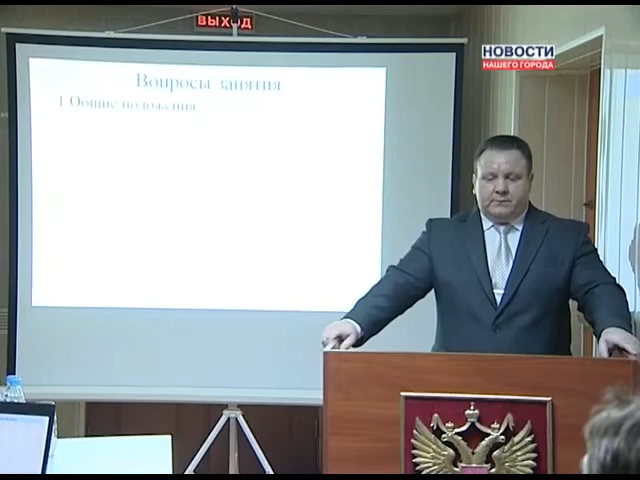 ВЫХОД
НОВОСТИ
НАШЕГО ГОРОДА
Вопросы занятия
1 Общие положения